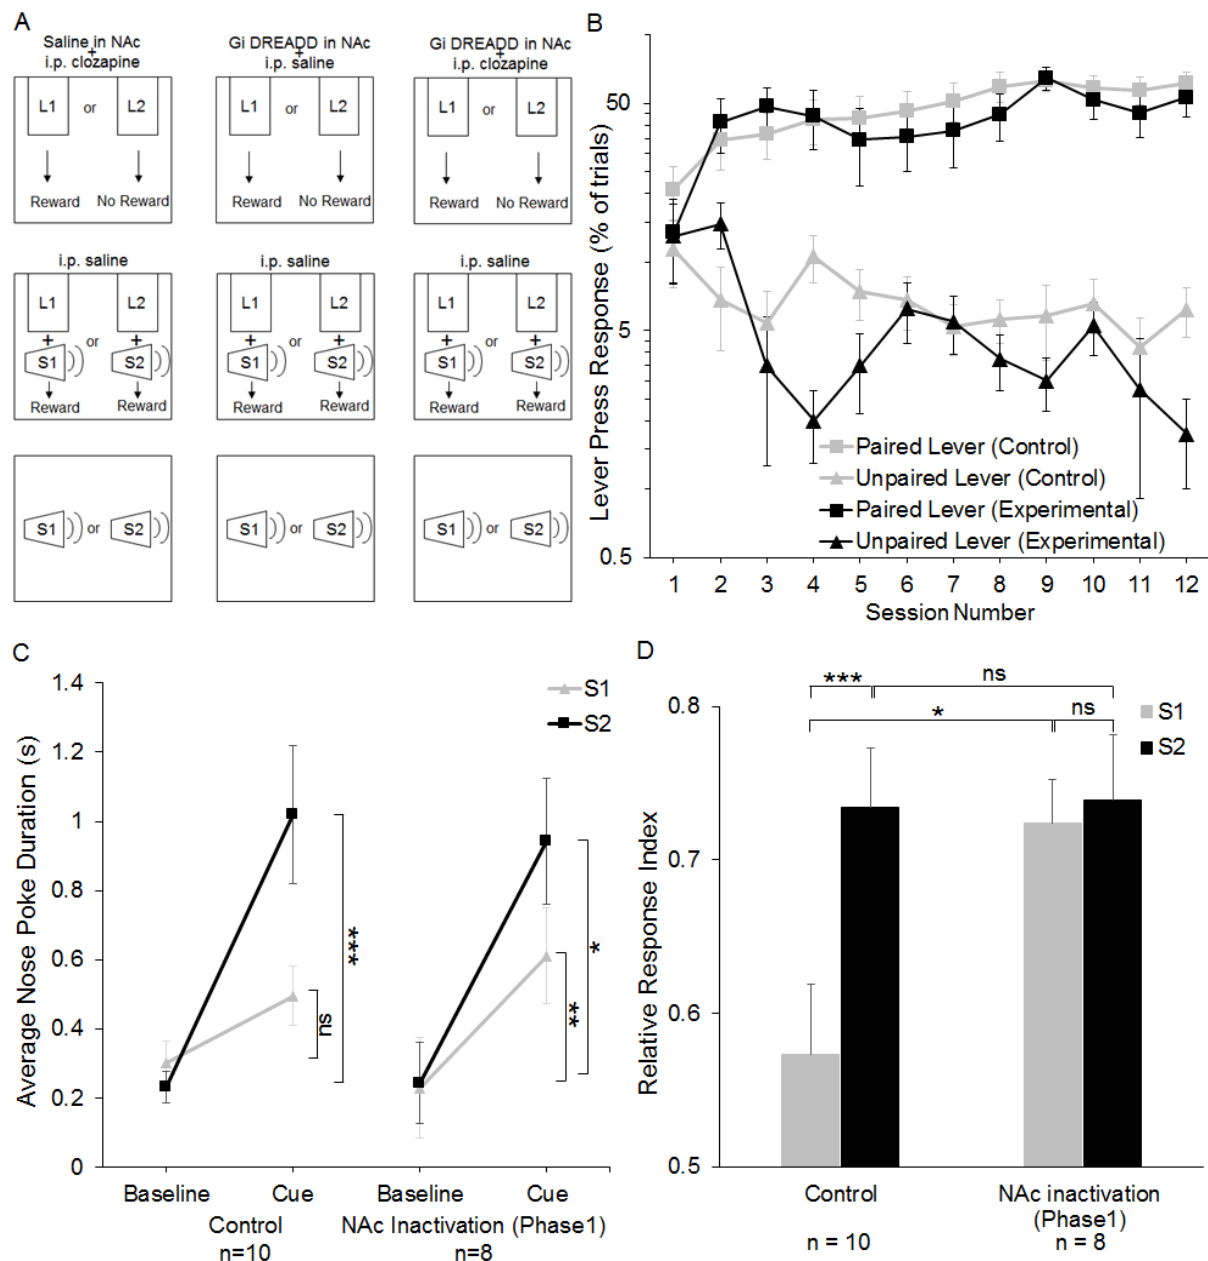 A
Saline in NAc
+
i.p. clozapine
L1 or L2
Reward No Reward
Gi DREADD in NAc
+
i.p. saline
L1 or L2
Reward No Reward
Gi DREADD in NAc
+
i.p. clozapine
L1 or L2
Reward No Reward
i.p. saline
L1 L2
+ or +
S1 S2
Reward Reward
i.p. saline
L1 L2
+ or +
S1 S2
Reward Reward
i.p. saline
L1 L2
+ or +
S1 S2
Reward Reward
S1 or S2
S1 or S2
S1 or S2
B
Lever Press Response (% of trials)
50
5
0.5
Paired Lever (Control)
Unpaired Lever (Control)
Paired Lever (Experimental)
Unpaired Lever (Experimental)
1 2 3 4 5 6 7 8 9 10 11 12
Session Number
C
Average Nose Poke Duration (s)
1.4
1.2
1
0.8
0.6
0.4
0.2
0
S1
S2
ns
***
**
*
Baseline Cue Baseline Cue
Control NAc Inactivation (Phase1)
n=10 n=8
D
Relative Response Index
0.8
0.7
0.6
0.5
*** ns
* ns
S1
S2
Control NAc inactivation
(Phase1)
n = 10 n = 8